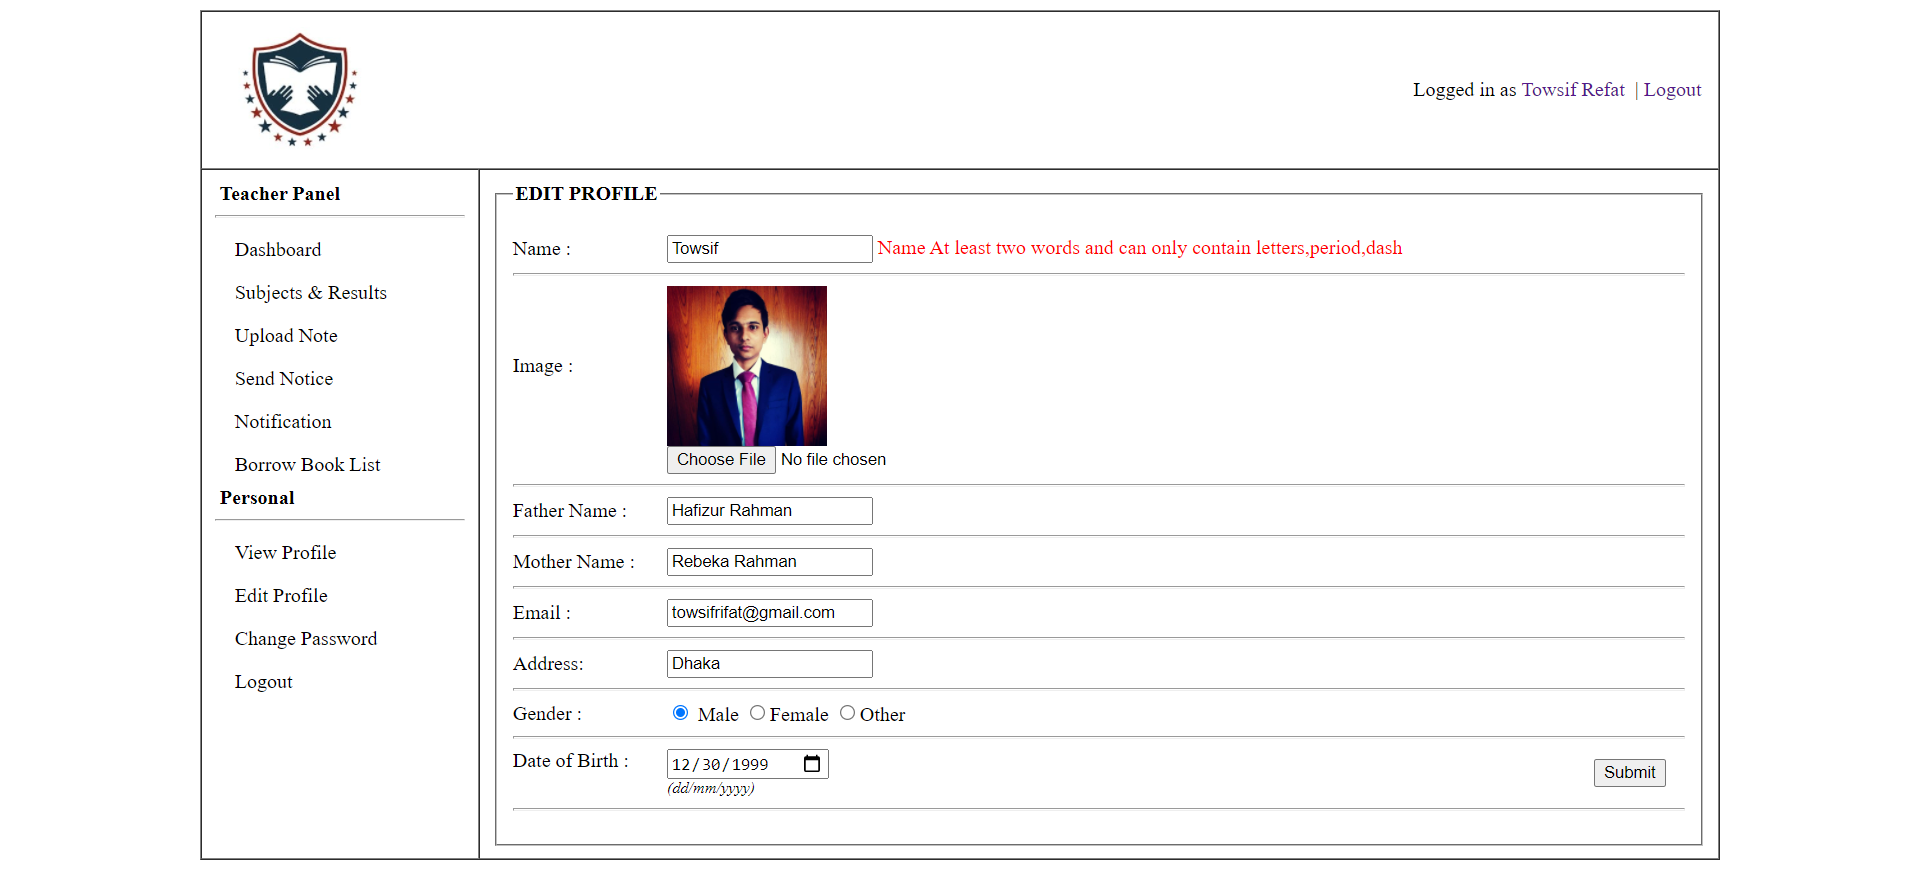 Logged in as Towsif Refat | Logout
Teacher Panel
Dashboard
Subjects & Results
Upload Note
Send Notice
Notification
Borrow Book List
Personal
View Profile
Edit Profile
Change Password
Logout
EDIT PROFILE
Name : Towsif Name At least two words and can only contain letters,period,dash
Image :
Choose File No file chosen
Father Name : Hafizur Rahman
Mother Name : Rebeka Rahman
Email : towsifrifat@gmail.com
Address: Dhaka
Gender : Male Female Other
Date of Birth : 12/30/1999
(dd/mm/yyyy)
Submit